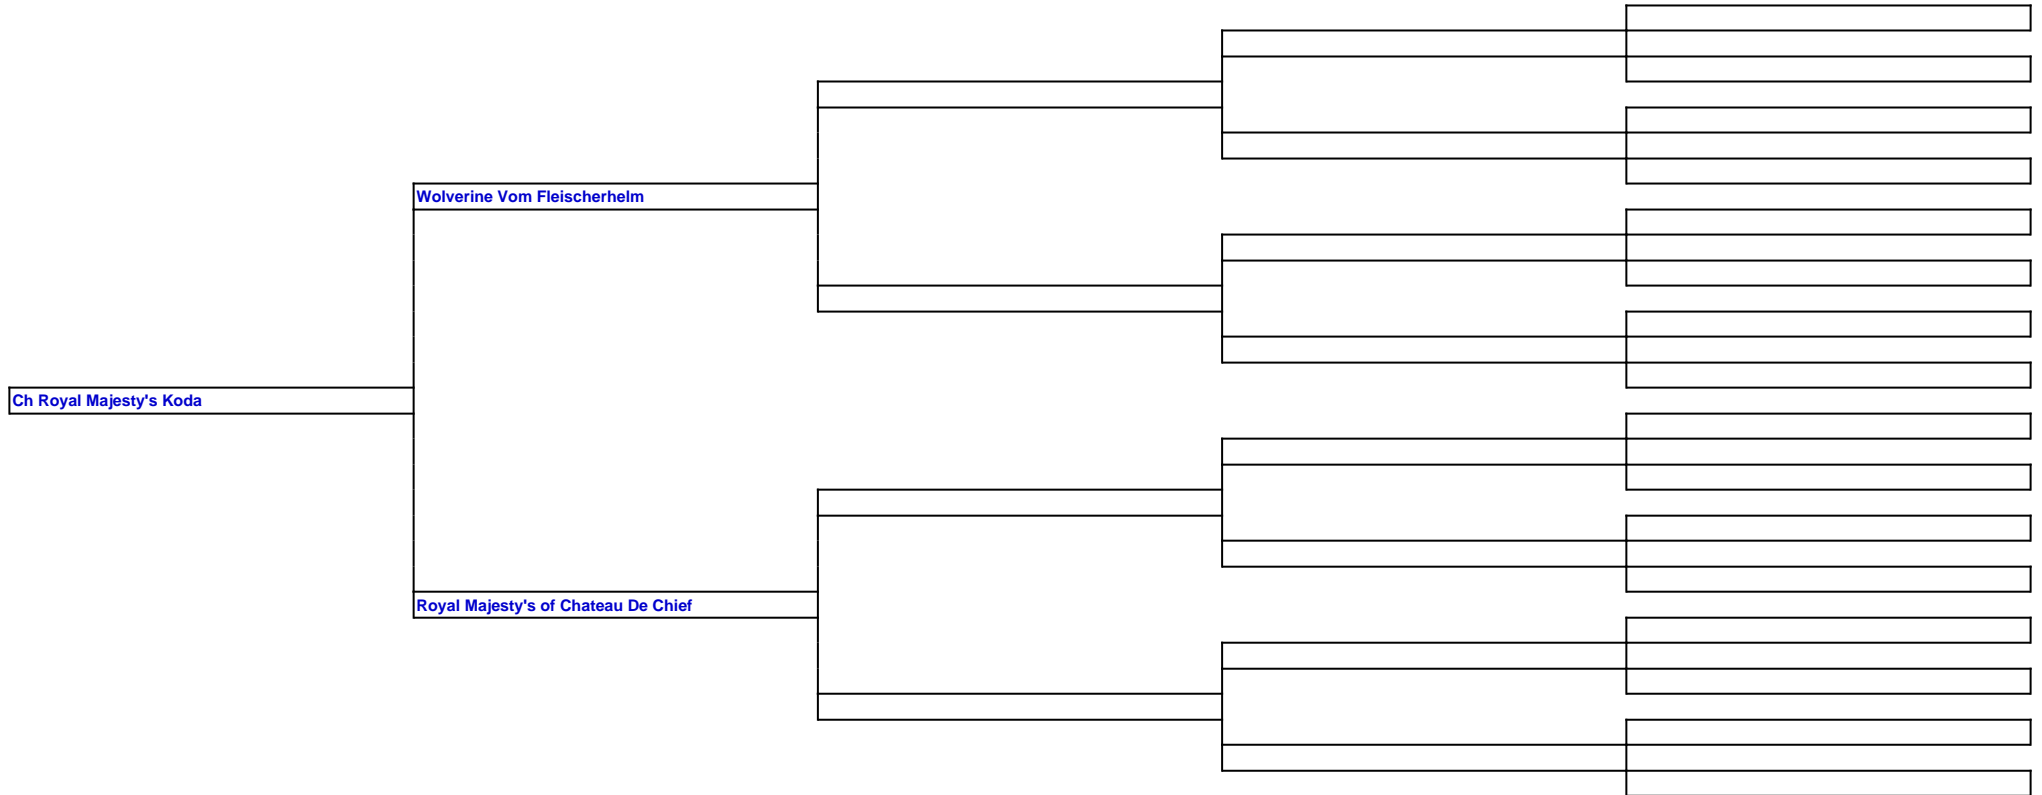 Wolverine Vom Fleischerhelm
Ch Royal Majesty's Koda
Royal Majesty's of Chateau De Chief